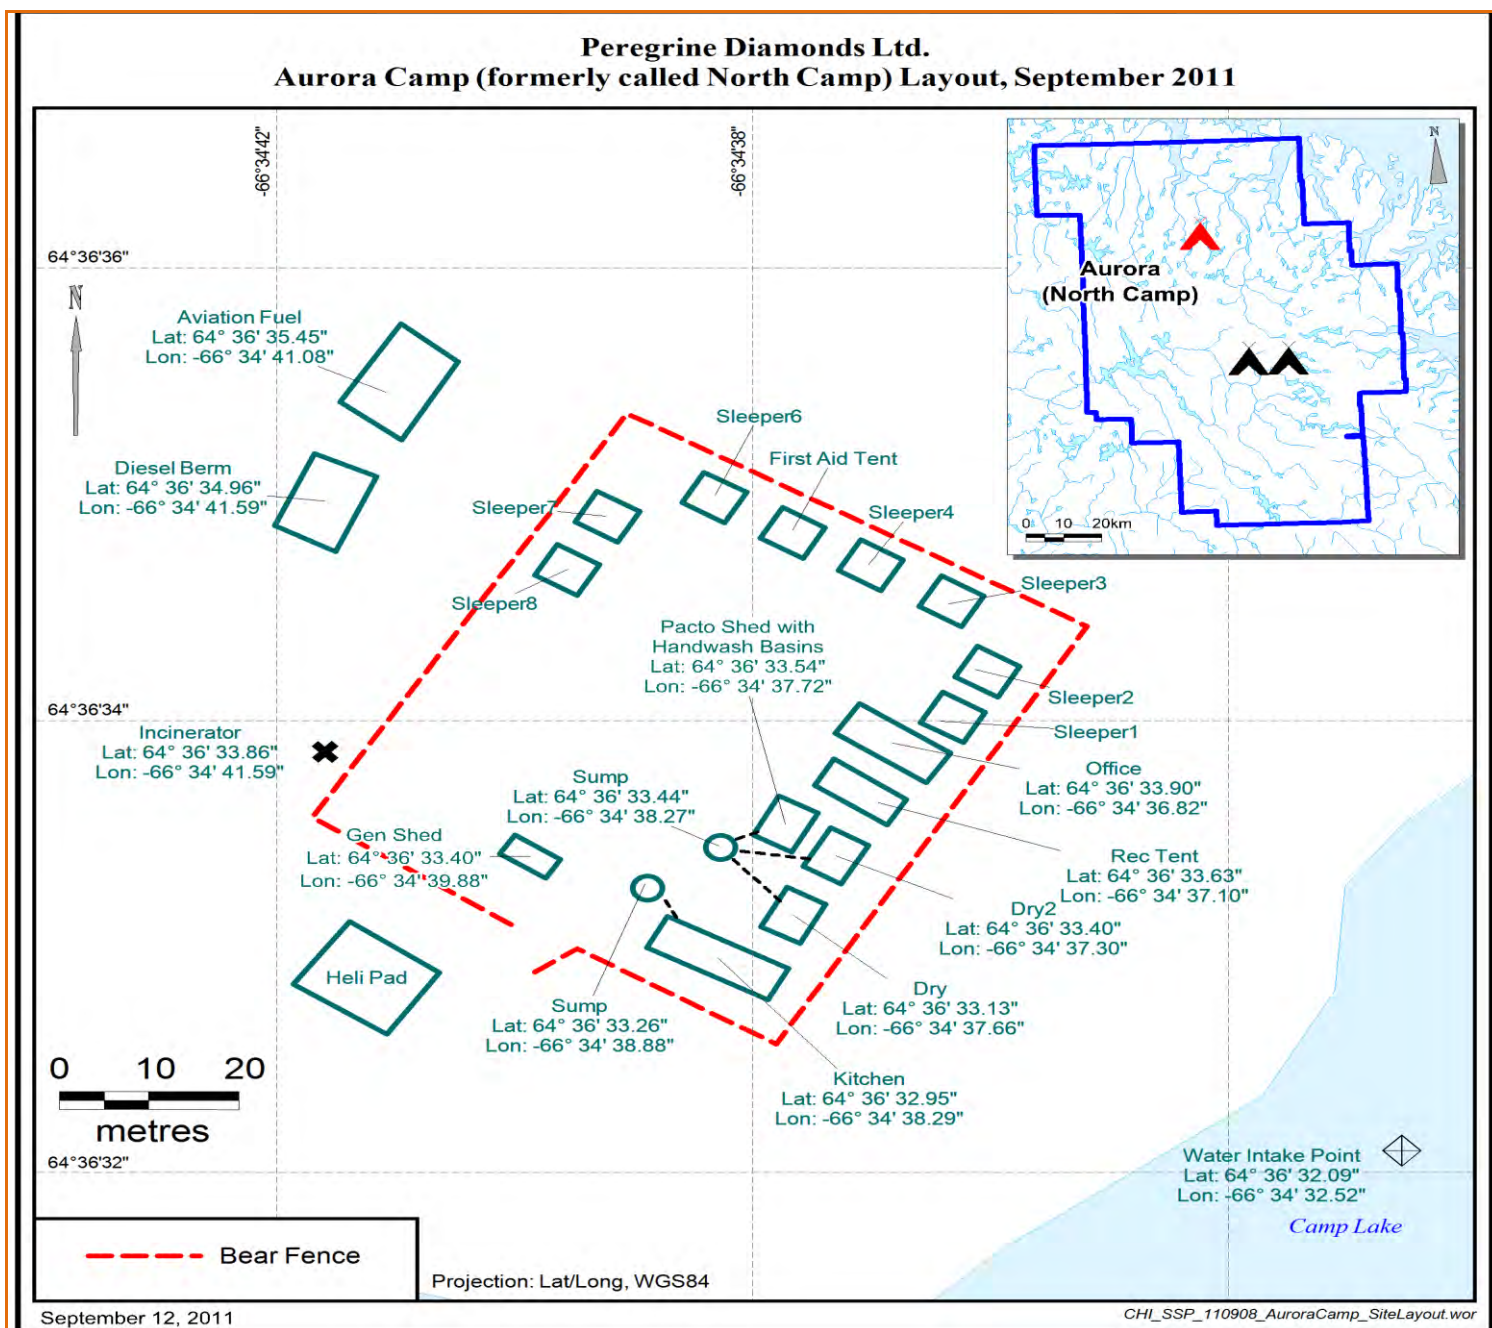 Peregrine Diamonds Ltd.
Aurora Camp (formerly called North Camp) Layout, September 2011
-66°34'42"
-66°34'38"
N
Aurora
(North Camp)
0 10 20km
64°36'36"
N
Aviation Fuel
Lat: 64° 36' 35.45"
Lon: -66° 34' 41.08"
Sleeper6
Diesel Berm
Lat: 64° 36' 34.96"
Lon: -66° 34' 41.59"
First Aid Tent
Sleeper7
Sleeper4
Sleeper3
Sleeper8
Pacto Shed with
Handwash Basins
Lat: 64° 36' 33.54"
Lon: -66° 34' 37.72"
Sleeper2
64°36'34"
Sleeper1
Incinerator
Lat: 64° 36' 33.86"
Lon: -66° 34' 41.59"
Office
Lat: 64° 36' 33.90"
Lon: -66° 34' 36.82"
Sump
Lat: 64° 36' 33.44"
Lon: -66° 34' 38.27"
Gen Shed
Lat: 64° 36' 33.40"
Lon: -66° 34' 39.88"
Rec Tent
Lat: 64° 36' 33.63"
Lon: -66° 34' 37.10"
Dry2
Lat: 64° 36' 33.40"
Lon: -66° 34' 37.30"
Heli Pad
Dry
Lat: 64° 36' 33.13"
Lon: -66° 34' 37.66"
Sump
Lat: 64° 36' 33.26"
Lon: -66° 34' 38.88"
0 10 20
metres
Kitchen
Lat: 64° 36' 32.95"
Lon: -66° 34' 38.29"
64°36'32"
Water Intake Point
Lat: 64° 36' 32.09"
Lon: -66° 34' 32.52"
Camp Lake
Bear Fence
Projection: Lat/Long, WGS84
September 12, 2011
CHI_SSP_110908_AuroraCamp_SiteLayout.wor